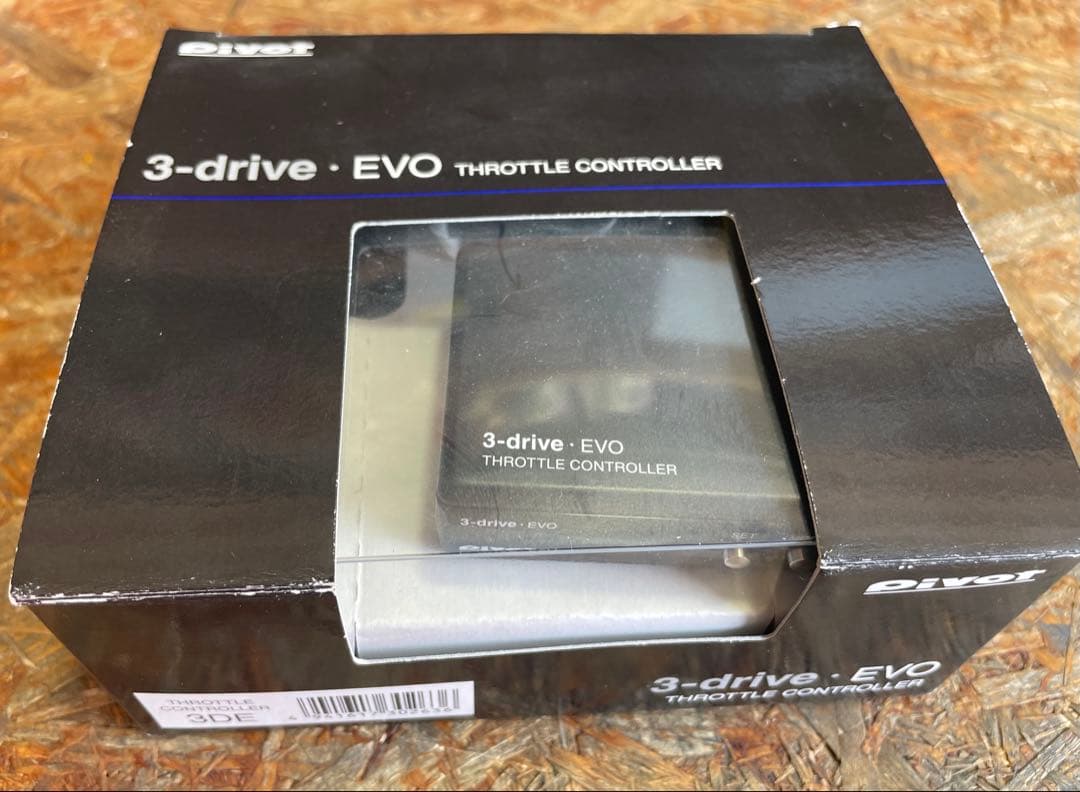 Pivot
3-drive · EVO THROTTLE CONTROLLER
3-drive · EVO
THROTTLE CONTROLLER
3-drive · EVO
SET
Pivot
3-drive · EVO
THROTTLE CONTROLLER
THROTTLE
CONTROLLER
3DE